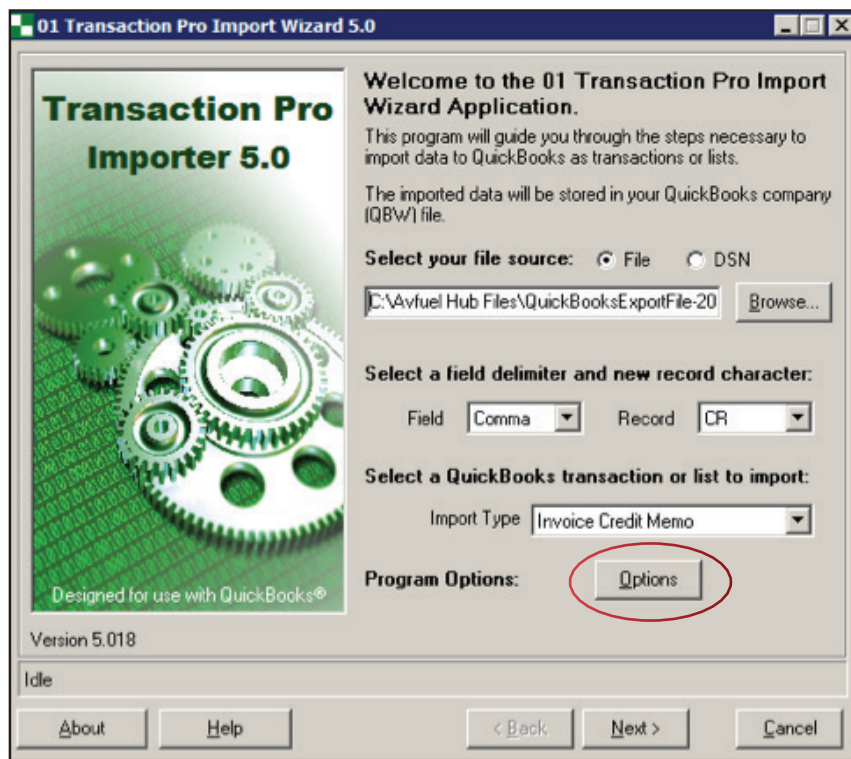 01 Transaction Pro Import Wizard 5.0
Transaction Pro
Importer 5.0
Designed for use with QuickBooks®
Version 5.018
Welcome to the 01 Transaction Pro Import
Wizard Application.
This program will guide you through the steps necessary to
import data to QuickBooks as transactions or lists.
The imported data will be stored in your QuickBooks company
(QBW) file.
Select your file source: File DSN
C:\Avfuel Hub Files\QuickBooksExportFile-20 Browse...
Select a field delimiter and new record character:
Field Comma Record CR
Select a QuickBooks transaction or list to import:
Import Type Invoice Credit Memo
Program Options: Options
Idle
About Help < Back Next > Cancel